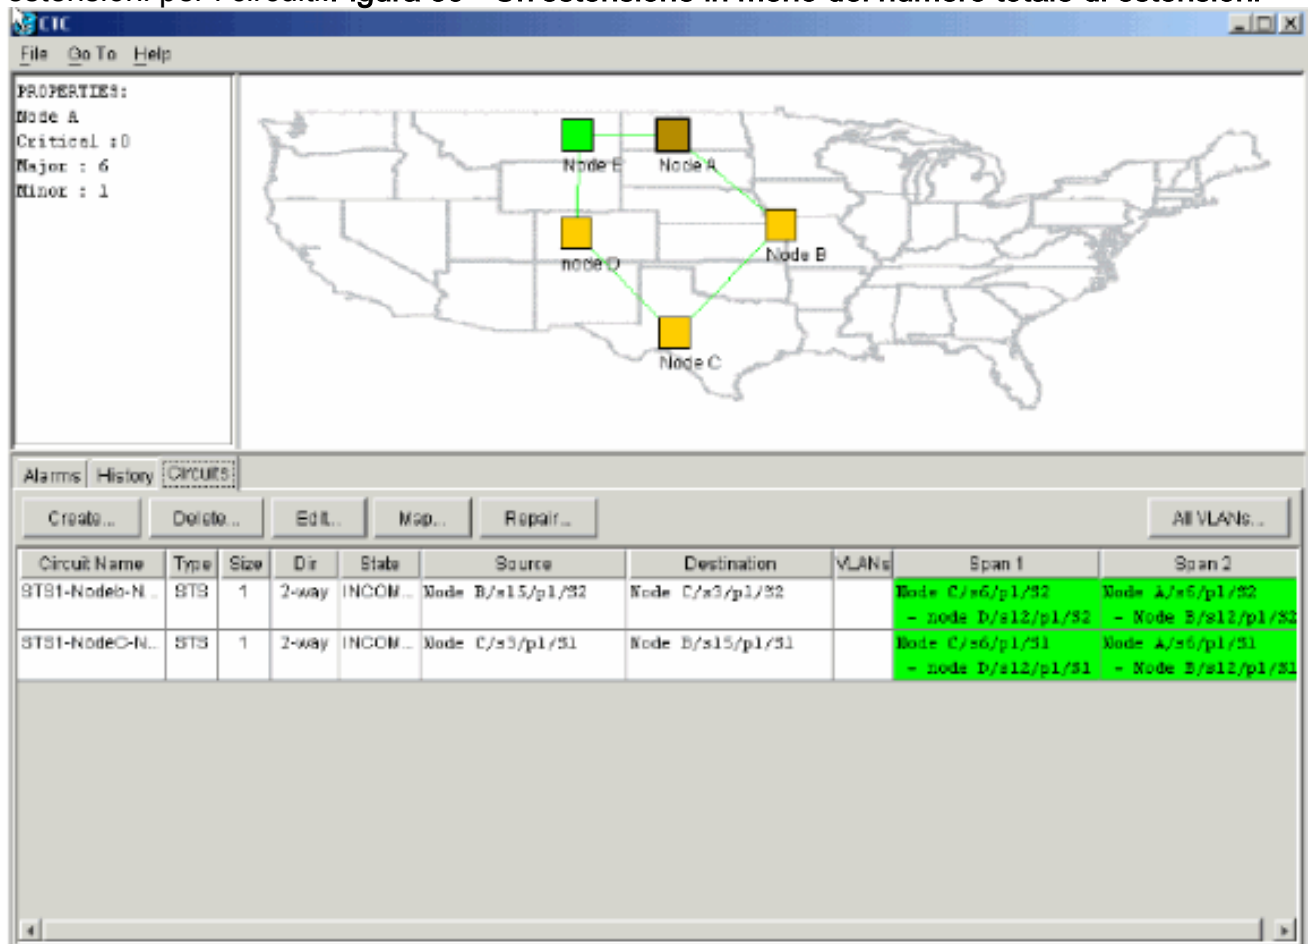 CTC
File Go To Help
PROPERTIES:
Node A
Critical :0
Major : 6
Minor : 1
Node E
Node A
node D
Node B
Node C
Alarms History Circuits
Create... Delete... Edit... Map... Repair... All VLANs...
Circuit Name Type Size Dir State Source Destination VLANs Span 1 Span 2
STS1-Nodeb-N... STS 1 2-way INCOM... Node B/s15/p1/S2 Node C/s3/p1/S2 Node C/s6/p1/S2 Node A/s6/p1/S2
- node D/s12/p1/S2 - Node B/s12/p1/S2
STS1-NodeC-N... STS 1 2-way INCOM... Node C/s3/p1/S1 Node B/s15/p1/S1 Node C/s6/p1/S1 Node A/s6/p1/S1
- node D/s12/p1/S1 - Node B/s12/p1/S1